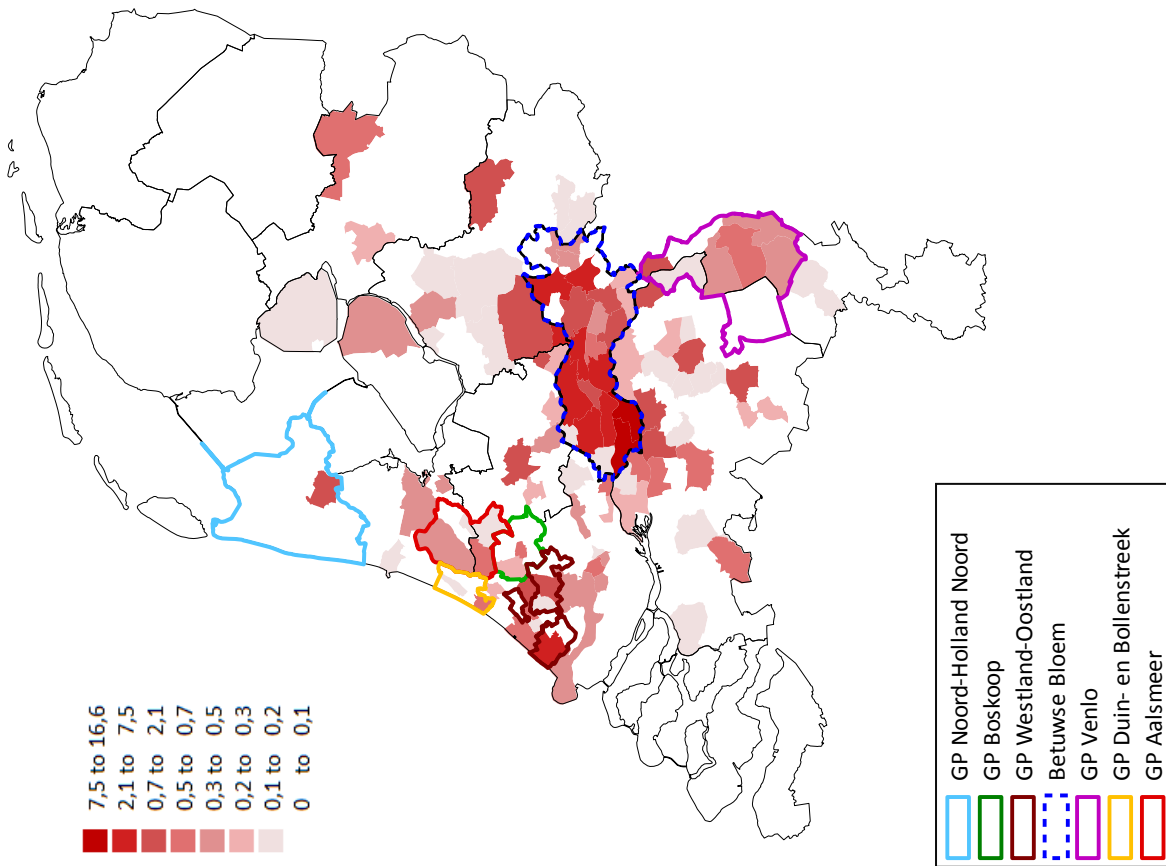 7,5 to 16,6
2,1 to 7,5
0,7 to 2,1
0,5 to 0,7
0,3 to 0,5
0,2 to 0,3
0,1 to 0,2
0 to 0,1
GP Noord-Holland Noord
GP Boskoop
GP Westland-Oostland
Betuwse Bloem
GP Venlo
GP Duin- en Bollenstreek
GP Aalsmeer